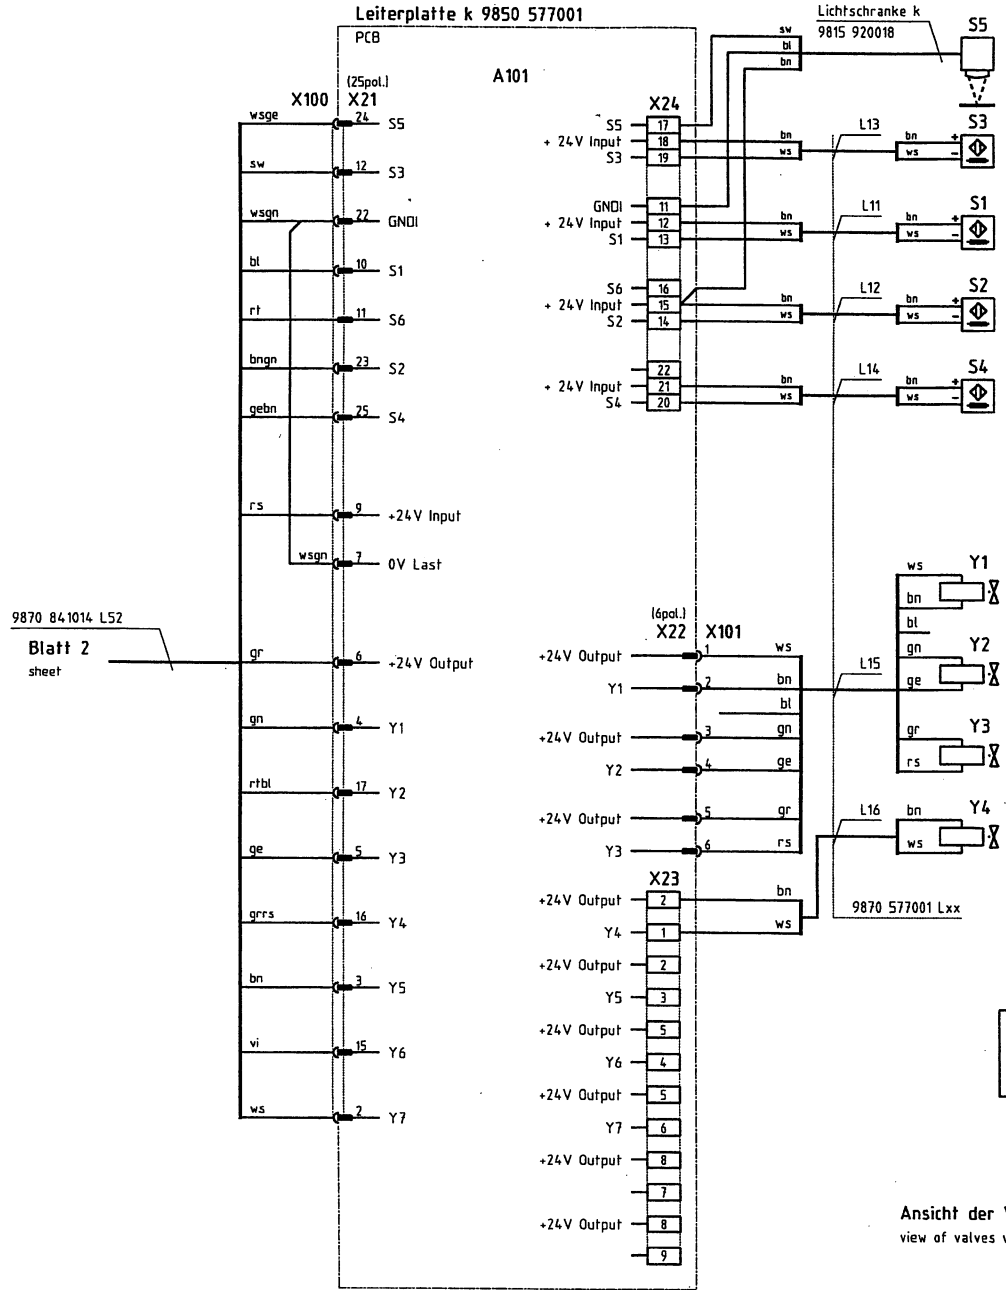 Leiterplatte k 9850 577001
PCB
A101
Lichtschranke k
9815 920018
S5
sw
bl
bn
(25pol.)
X100 X21
wsge 24 S5
sw 12 S3
wsgn 22 GNDI
bl 10 S1
rt 11 S6
bngn 23 S2
gebn 25 S4
rs 9 +24V Input
wsgn 7 0V Last
9870 841014 L52
Blatt 2
sheet
gr 6 +24V Output
gn 4 Y1
rtbl 17 Y2
ge 5 Y3
grrs 16 Y4
bn 3 Y5
vi 15 Y6
ws 2 Y7
X24
S5 17
+ 24V Input 18 bn
S3 19 ws
L13
bn +
ws -
S3
GNDI 11
+ 24V Input 12 bn
S1 13 ws
L11
bn +
ws -
S1
S6 16
+ 24V Input 15 bn
S2 14 ws
L12
bn +
ws -
S2
22
+ 24V Input 21 bn
S4 20 ws
L14
bn +
ws -
S4
(6pol.)
X22 X101
+24V Output 1 ws
Y1 2 bn
bl
+24V Output 3 gn
Y2 4 ge
+24V Output 5 gr
Y3 6 rs
L15
ws
bn
Y1
bl
gn
ge
Y2
gr
rs
Y3
L16
bn
ws
Y4
X23
+24V Output 2 bn
Y4 1 ws
9870 577001 Lxx
+24V Output 2
Y5 3
+24V Output 5
Y6 4
+24V Output 5
Y7 6
+24V Output 8
7
+24V Output 8
9
Ansicht der
view of valves